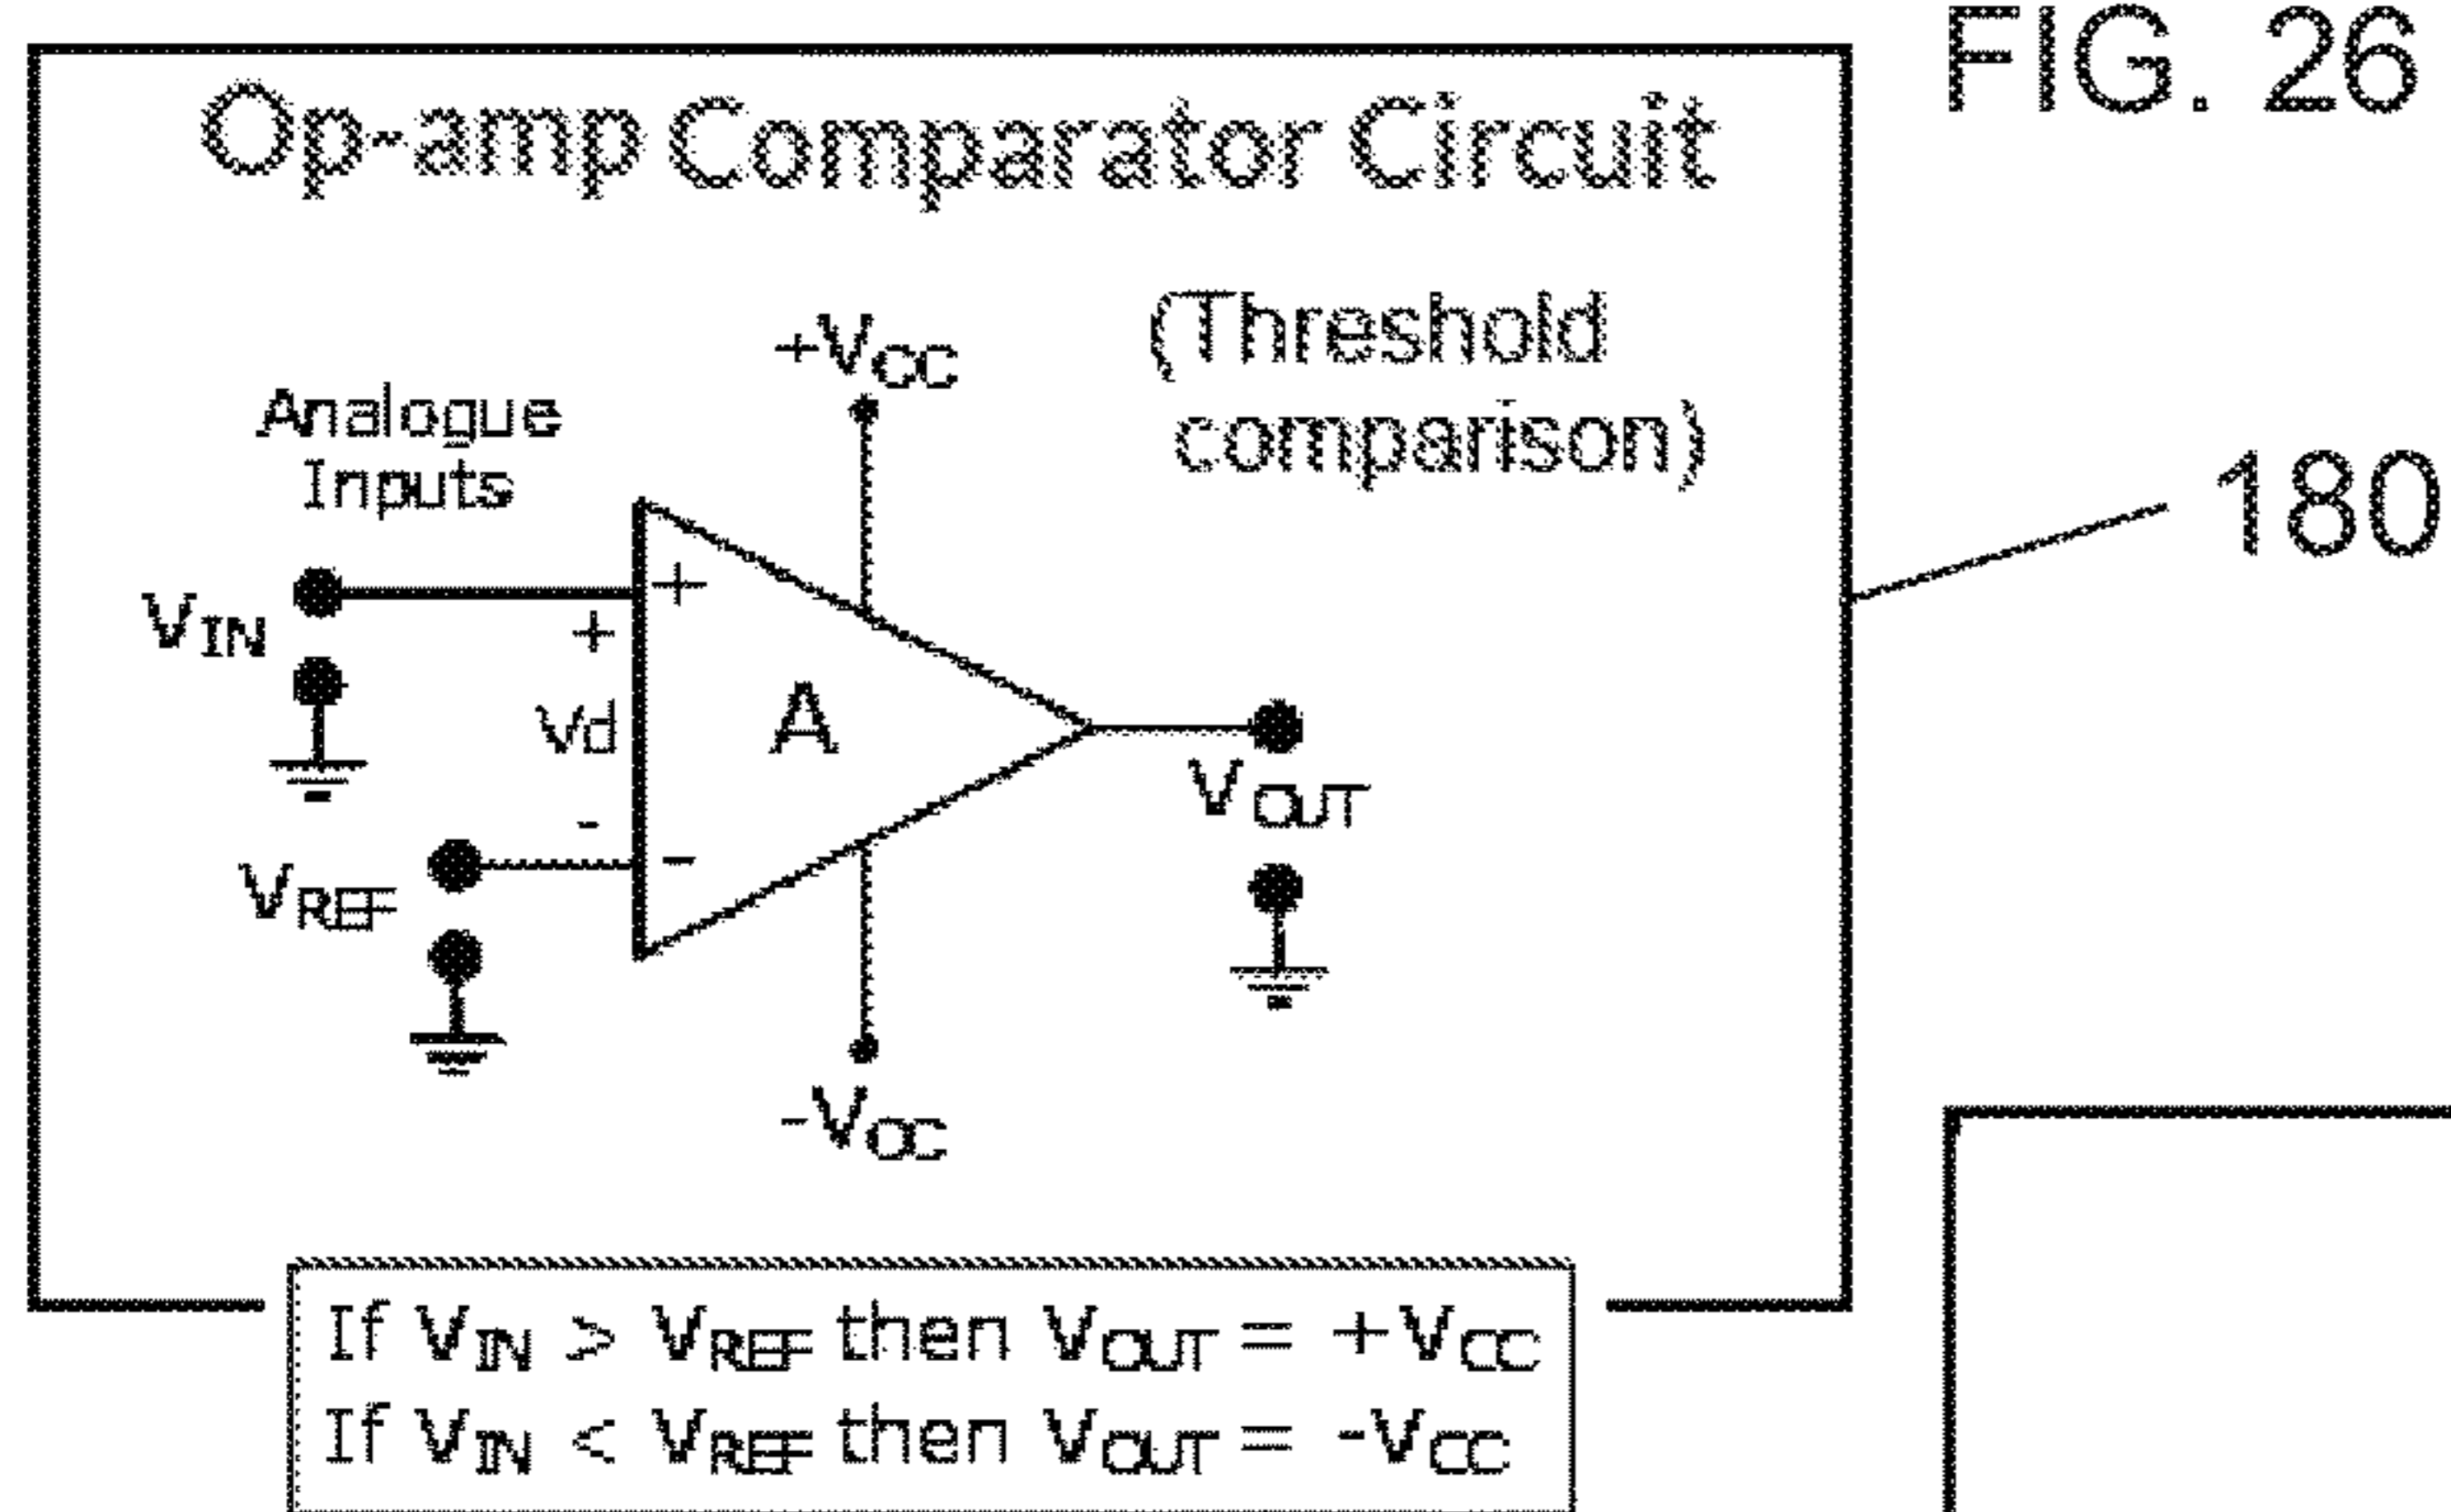 FIG. 26
Op-amp Comparator Circuit
(Threshold
comparison)
+VCC
Analogue
Inputs
180
VIN
+
+
Vd
A
VOUT
-
-
VREF
-VCC
If VIN > VREF then VOUT = +VCC
If VIN < VREF then VOUT = -VCC